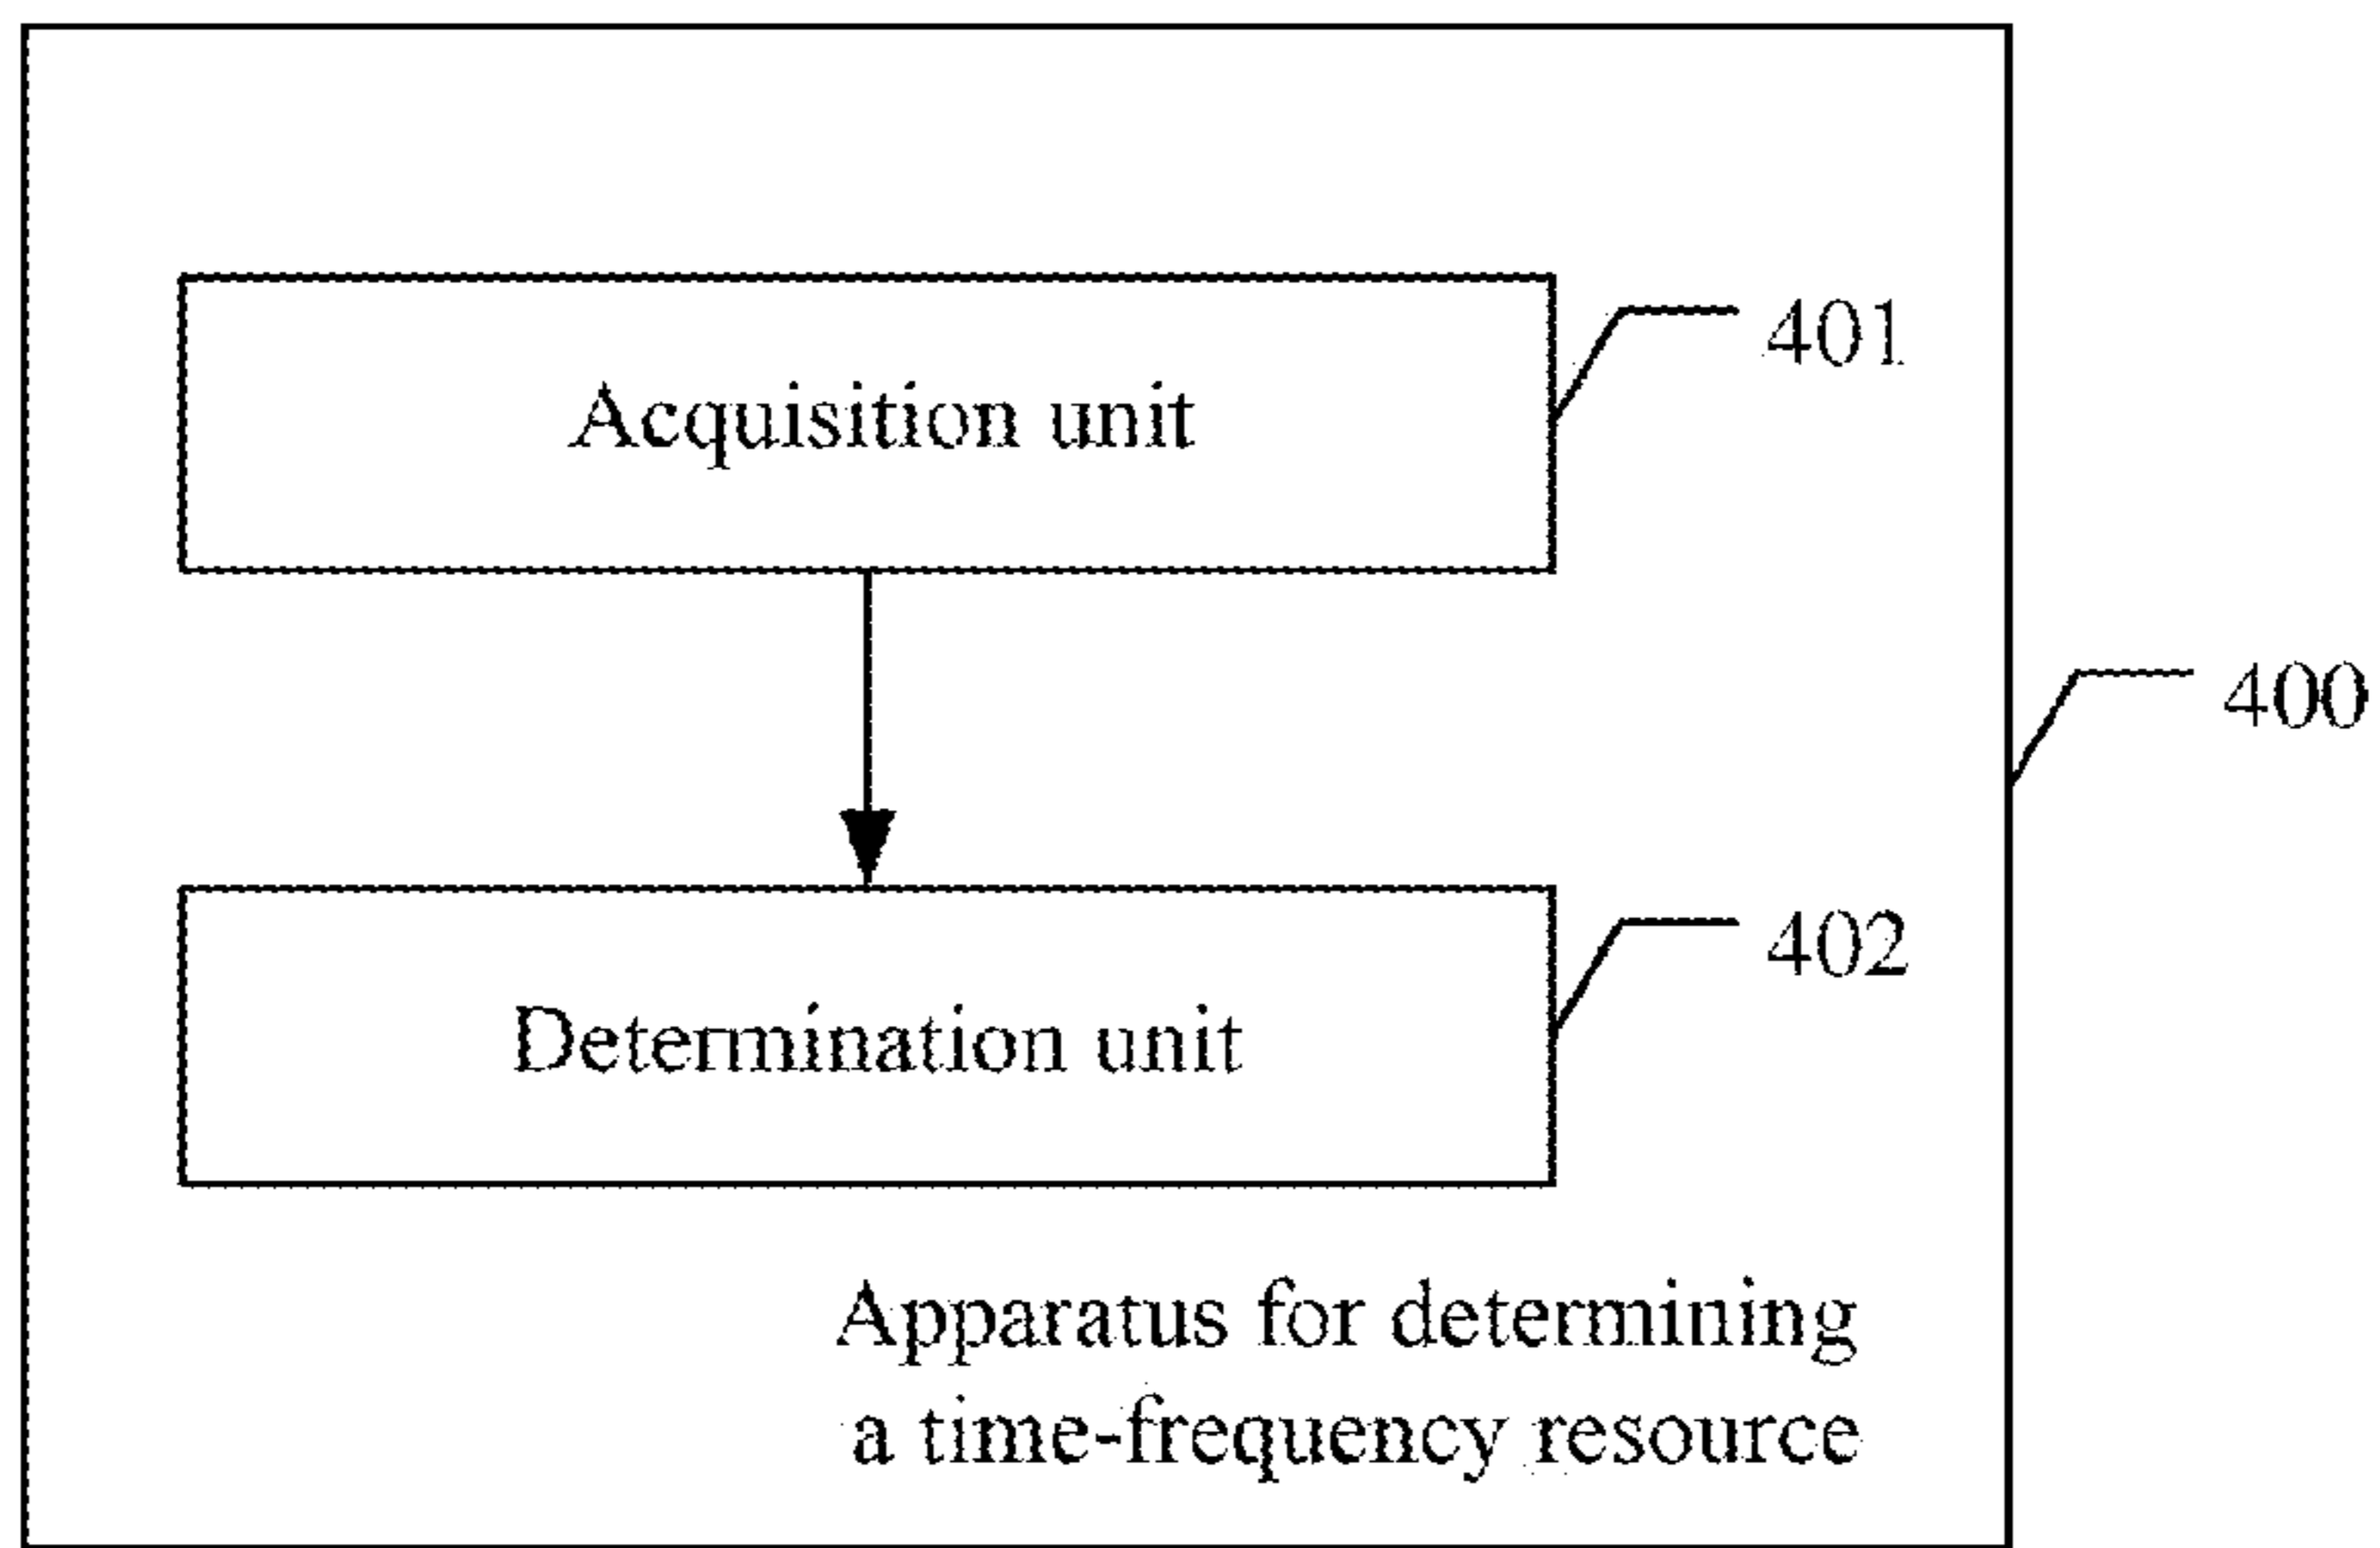 401
Acquisition unit
400
402
Determination unit
Apparatus for determining
a time-frequency resource